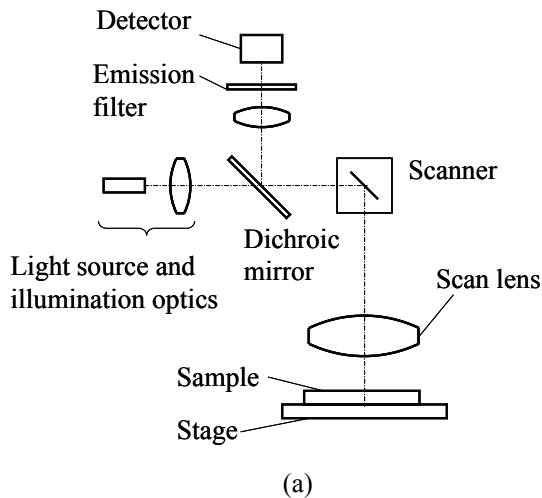 Detector
Emission
filter
Scanner
Dichroic
mirror
Light source and
illumination optics
Scan lens
Sample
Stage
(a)